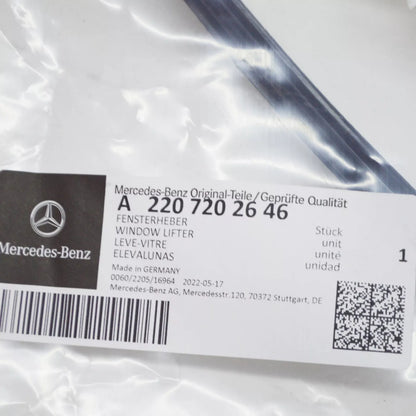 Mercedes-Benz Original-Teile/Geprüfte Qualität
A 220 720 26 46
FENSTERHEBER Stück
WINDOW LIFTER unit
LEVE-VITRE unité
ELEVALUNAS unidad 1
Made in GERMANY
0060/2205/16964 2022-05-17
Mercedes-Benz AG, Mercedesstr.120, 70372 Stuttgart, DE
Mercedes-Benz